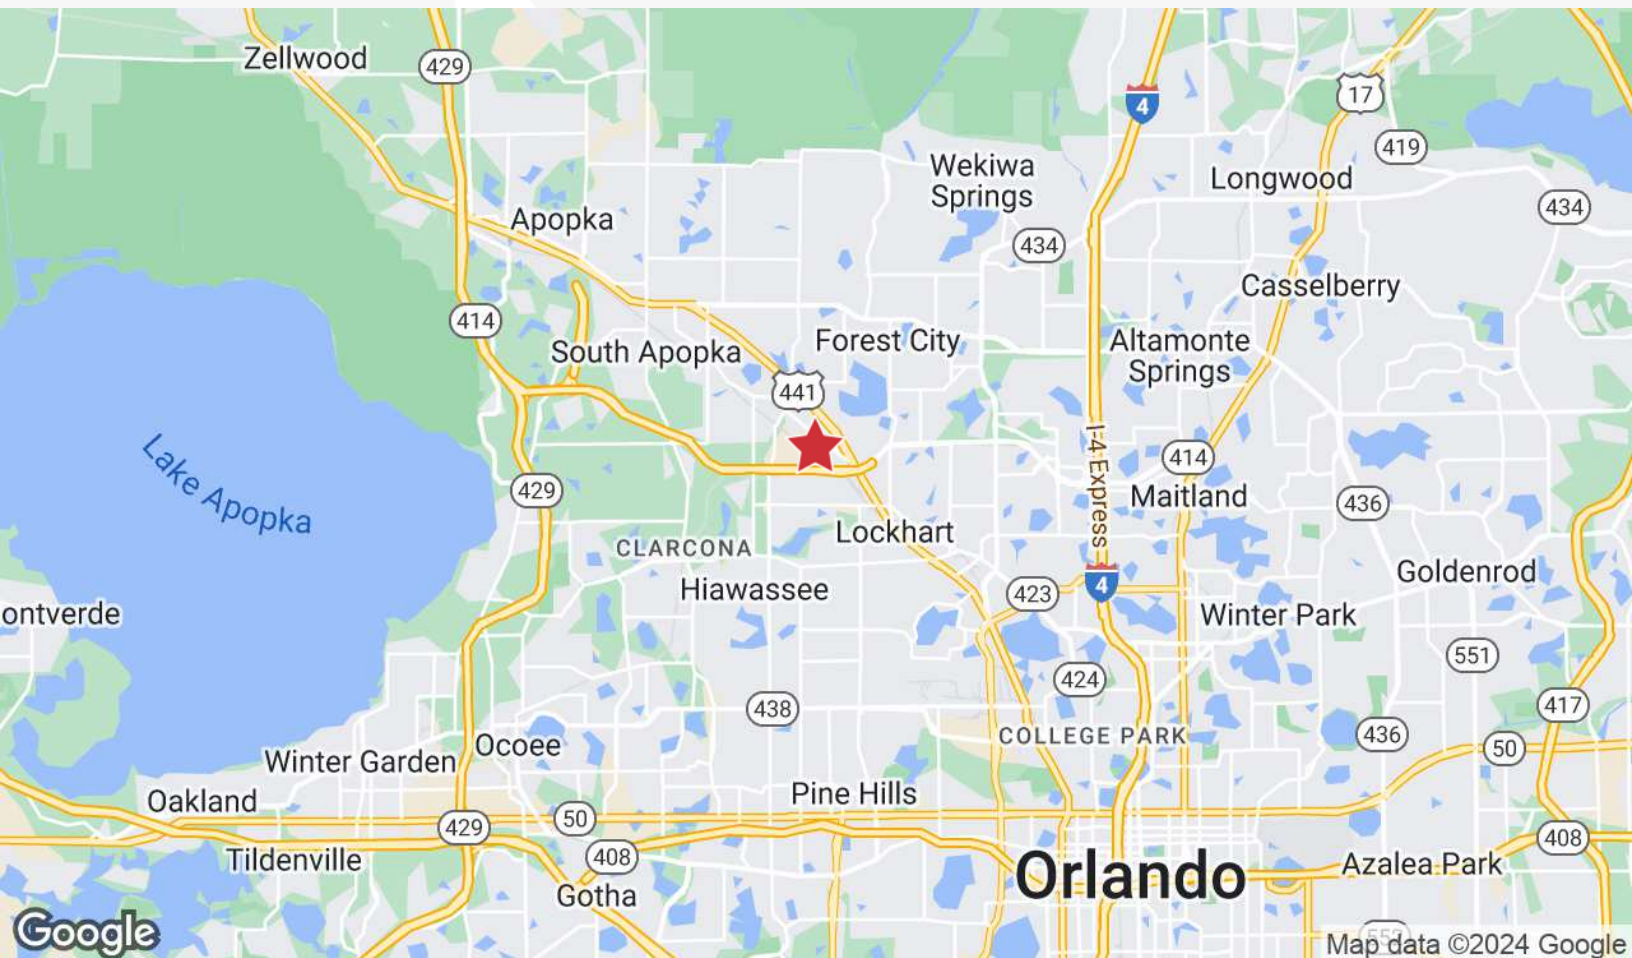 Zellwood
429
4
17
419
Wekiwa
Springs
Longwood
434
Apopka
434
Casselberry
414
South Apopka
Forest City
Altamonte
Springs
441
I-4 Express
414
Lake Apopka
429
Maitland
436
Lockhart
CLARCONA
Hiawassee
423
4
Goldenrod
ontverde
Winter Park
551
424
438
417
436
COLLEGE PARK
50
Ocoee
Winter Garden
Oakland
Pine Hills
429
50
408
Tildenville
408
Azalea Park
Orlando
Gotha
Google
Map data ©2024 Google